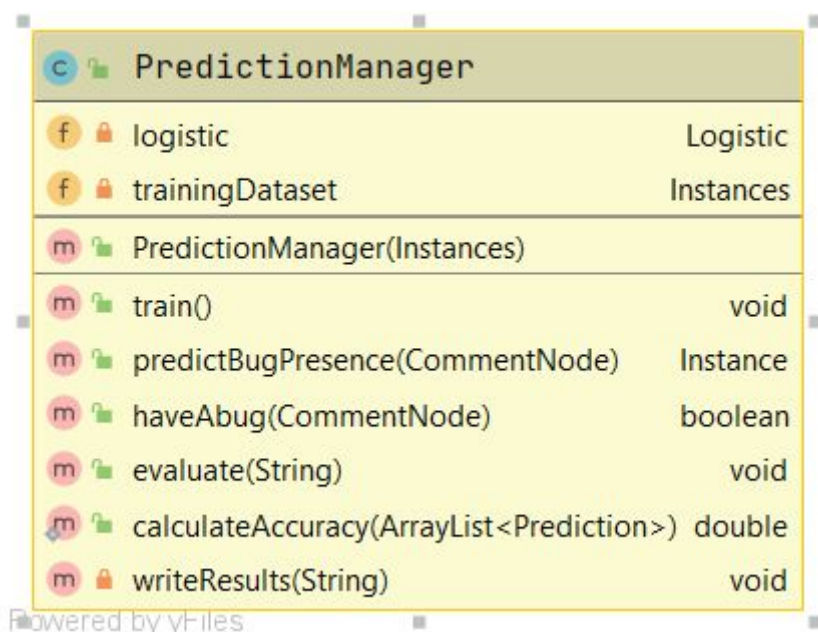 PredictionManager
logistic Logistic
trainingDataset Instances
PredictionManager(Instances)
train() void
predictBugPresence(CommentNode) Instance
haveAbug(CommentNode) boolean
evaluate(String) void
calculateAccuracy(ArrayList<Prediction>) double
writeResults(String) void
Powered by yFiles